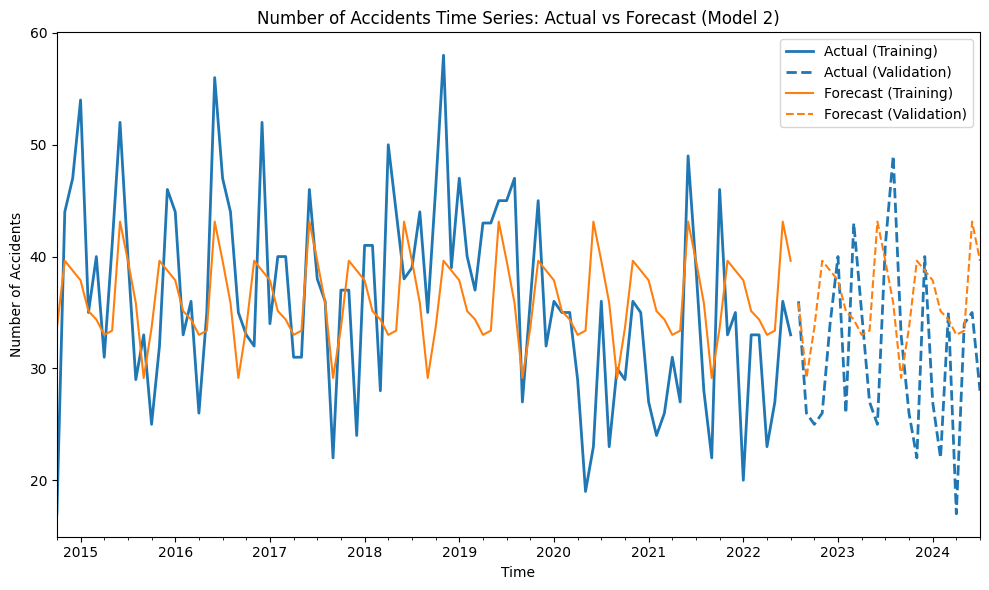 Number of Accidents Time Series: Actual vs Forecast (Model 2)
60
50
40
30
20
Number of Accidents
Actual (Training)
Actual (Validation)
Forecast (Training)
Forecast (Validation)
2015 2016 2017 2018 2019 2020 2021 2022 2023 2024
Time